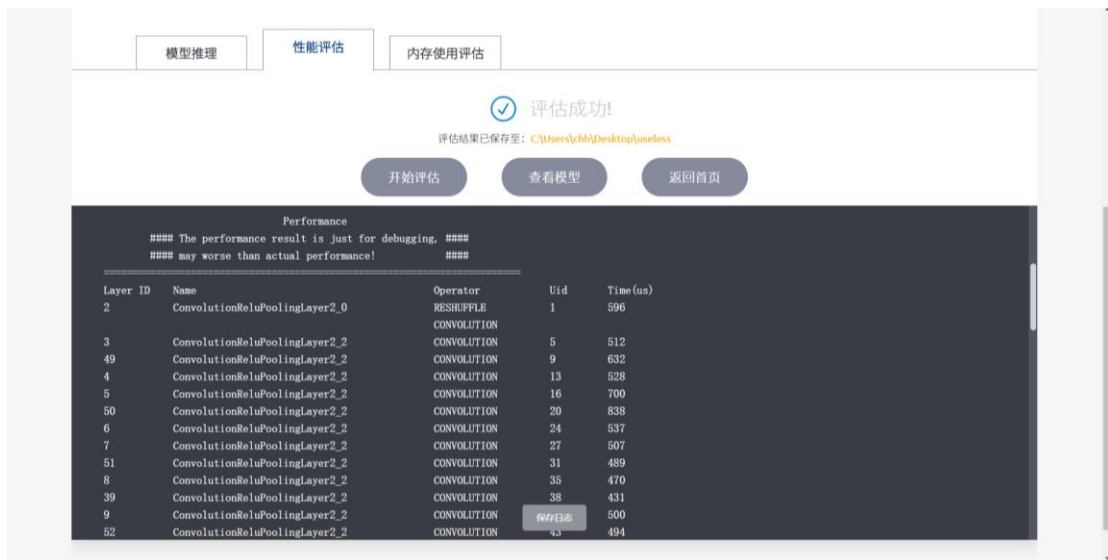 模型推理 性能评估 内存使用评估
评估成功!
评估结果已保存至: C:\Users\chh\Desktop\useless
开始评估 查看模型 返回首页
Performance
#### The performance result is just for debugging, ####
#### may worse than actual performance! ####
========================================================================
Layer ID Name Operator Uid Time(us)
2 ConvolutionReluPoolingLayer2_0 RESHUFFLE 1 596
CONVOLUTION
3 ConvolutionReluPoolingLayer2_2 CONVOLUTION 5 512
49 ConvolutionReluPoolingLayer2_2 CONVOLUTION 9 632
4 ConvolutionReluPoolingLayer2_2 CONVOLUTION 13 528
5 ConvolutionReluPoolingLayer2_2 CONVOLUTION 16 700
50 ConvolutionReluPoolingLayer2_2 CONVOLUTION 20 838
6 ConvolutionReluPoolingLayer2_2 CONVOLUTION 24 537
7 ConvolutionReluPoolingLayer2_2 CONVOLUTION 27 507
51 ConvolutionReluPoolingLayer2_2 CONVOLUTION 31 489
8 ConvolutionReluPoolingLayer2_2 CONVOLUTION 35 470
39 ConvolutionReluPoolingLayer2_2 CONVOLUTION 38 431
9 ConvolutionReluPoolingLayer2_2 CONVOLUTION 500
保存日志
52 ConvolutionReluPoolingLayer2_2 CONVOLUTION 43 494